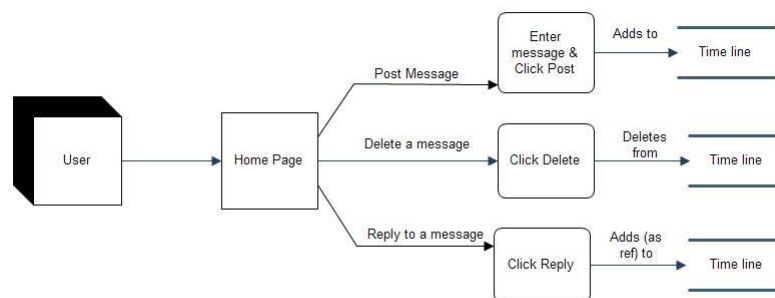 Enter
message &
Click Post
Adds to
Time line
Post Message
User
Home Page
Delete a message
Click Delete
Deletes
from
Time line
Reply to a message
Click Reply
Adds (as
ref) to
Time line